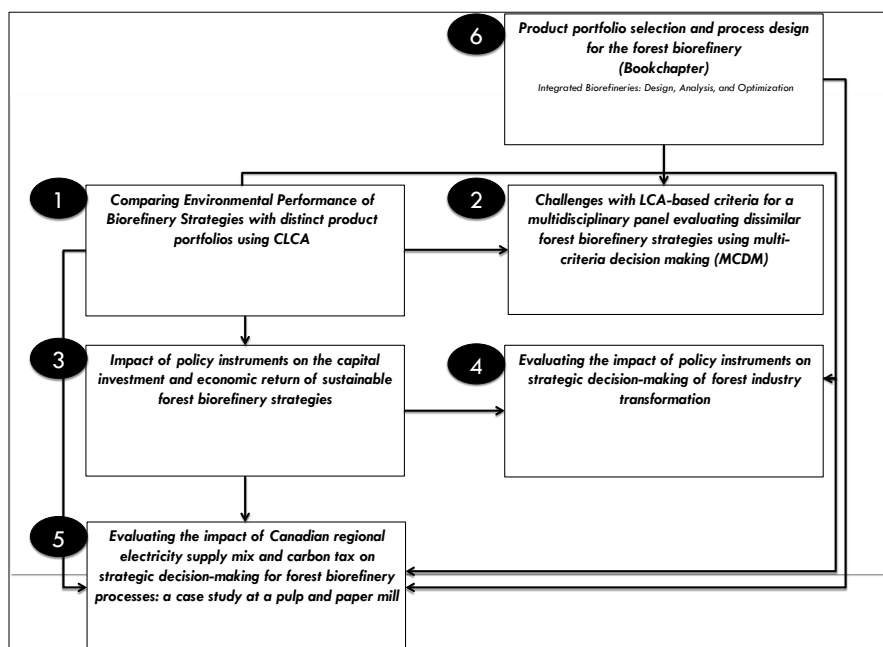 6
Product portfolio selection and process design
for the forest biorefinery
(Bookchapter)
Integrated Biorefineries: Design, Analysis, and Optimization
1
Comparing Environmental Performance of
Biorefinery Strategies with distinct product
portfolios using CLCA
2
Challenges with LCA-based criteria for a
multidisciplinary panel evaluating dissimilar
forest biorefinery strategies using multi-
criteria decision making (MCDM)
3
Impact of policy instruments on the capital
investment and economic return of sustainable
forest biorefinery strategies
4
Evaluating the impact of policy instruments on
strategic decision-making of forest industry
transformation
5
Evaluating the impact of Canadian regional
electricity supply mix and carbon tax on
strategic decision-making for forest biorefinery
processes: a case study at a pulp and paper mill